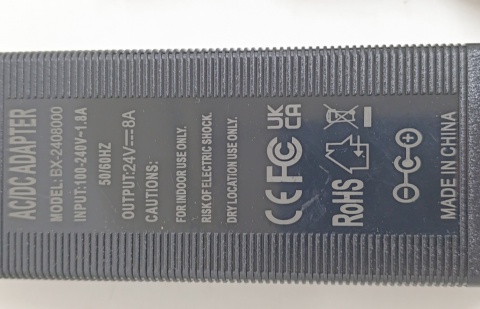 AC/DC ADAPTER
MODEL: BX-2408000
INPUT:100-240V~1.8A
50/60HZ
OUTPUT:24V⎓8A
CAUTIONS:
FOR INDOOR USE ONLY.
RISK OF ELECTRIC SHOCK.
DRY LOCATION USE ONLY.
CE FC UK CA
RoHS
MADE IN CHINA